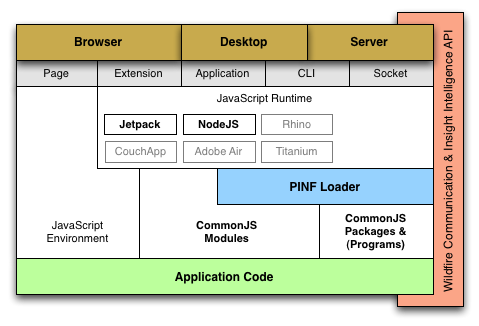 Browser
Desktop
Server
Page
Extension
Application
CLI
Socket
JavaScript Runtime
Jetpack
NodeJS
Rhino
CouchApp
Adobe Air
Titanium
PINF Loader
JavaScript
Environment
CommonJS
Modules
CommonJS
Packages &
(Programs)
Application Code
Wildfire Communication & Insight Intelligence API